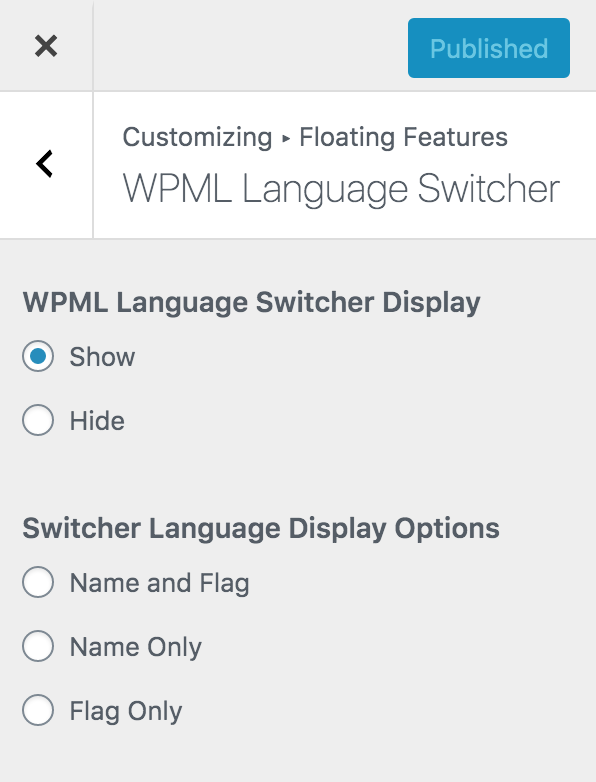 Published
Customizing ▸ Floating Features
WPML Language Switcher
WPML Language Switcher Display
Show
Hide
Switcher Language Display Options
Name and Flag
Name Only
Flag Only